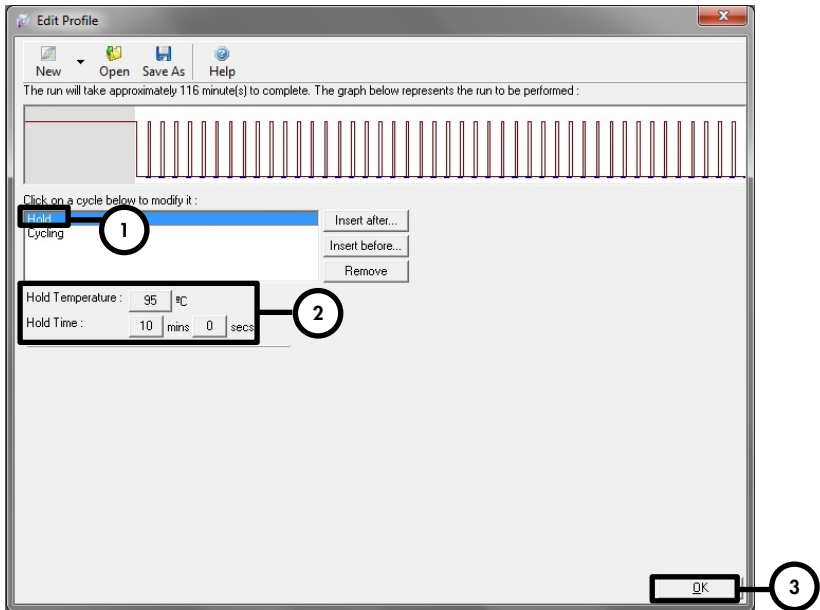 Edit Profile
New Open Save As Help
The run will take approximately 116 minute(s) to complete. The graph below represents the run to be performed :
Click on a cycle below to modify it :
Hold
1
Cycling
Insert after...
Insert before...
Remove
Hold Temperature : 95 ºC
Hold Time : 10 mins 0 secs
2
OK
3